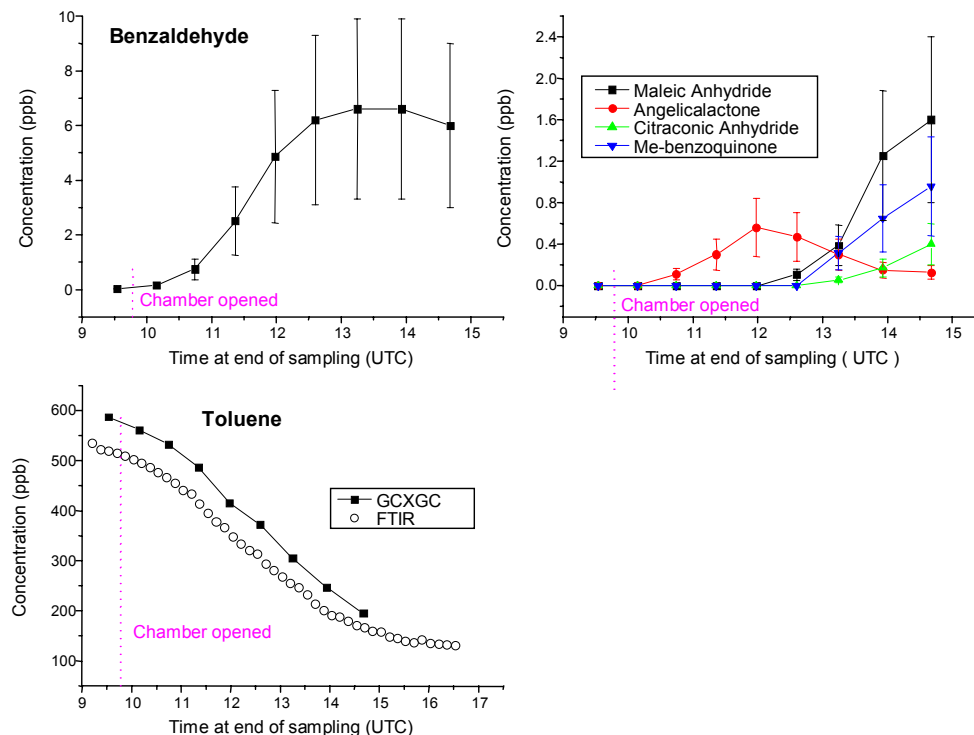 Benzaldehyde
Concentration (ppb)
10
8
6
4
2
0
Chamber opened
9 10 11 12 13 14 15
Time at end of sampling (UTC)
Concentration (ppb)
2.4
2.0
1.6
1.2
0.8
0.4
0.0
Maleic Anhydride
Angelicalactone
Citraconic Anhydride
Me-benzoquinone
Chamber opened
9 10 11 12 13 14 15
Time at end of sampling ( UTC )
Toluene
Concentration (ppb)
600
500
400
300
200
100
GCXGC
FTIR
Chamber opened
9 10 11 12 13 14 15 16 17
Time at end of sampling (UTC)